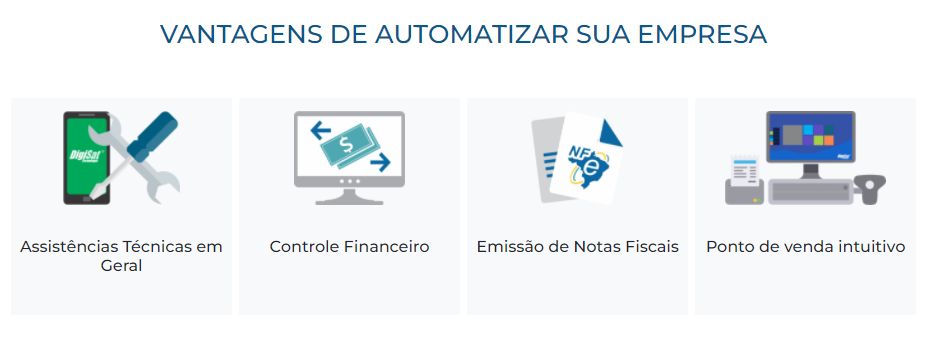 VANTAGENS DE AUTOMATIZAR SUA EMPRESA
DigiSat
$
NF
e
Assistências Técnicas em
Geral
Controle Financeiro
Emissão de Notas Fiscais
Ponto de venda intuitivo